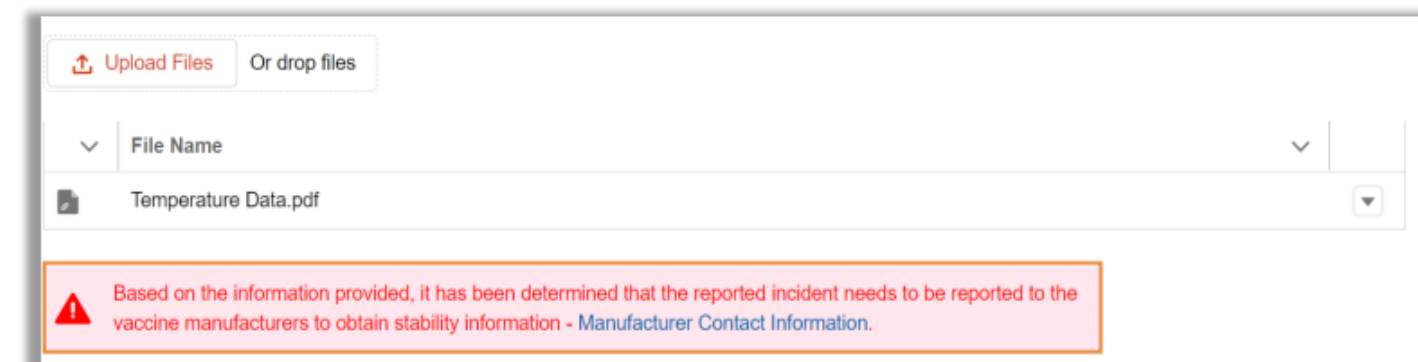 Upload Files Or drop files
File Name
Temperature Data.pdf
Based on the information provided, it has been determined that the reported incident needs to be reported to the
vaccine manufacturers to obtain stability information - Manufacturer Contact Information.